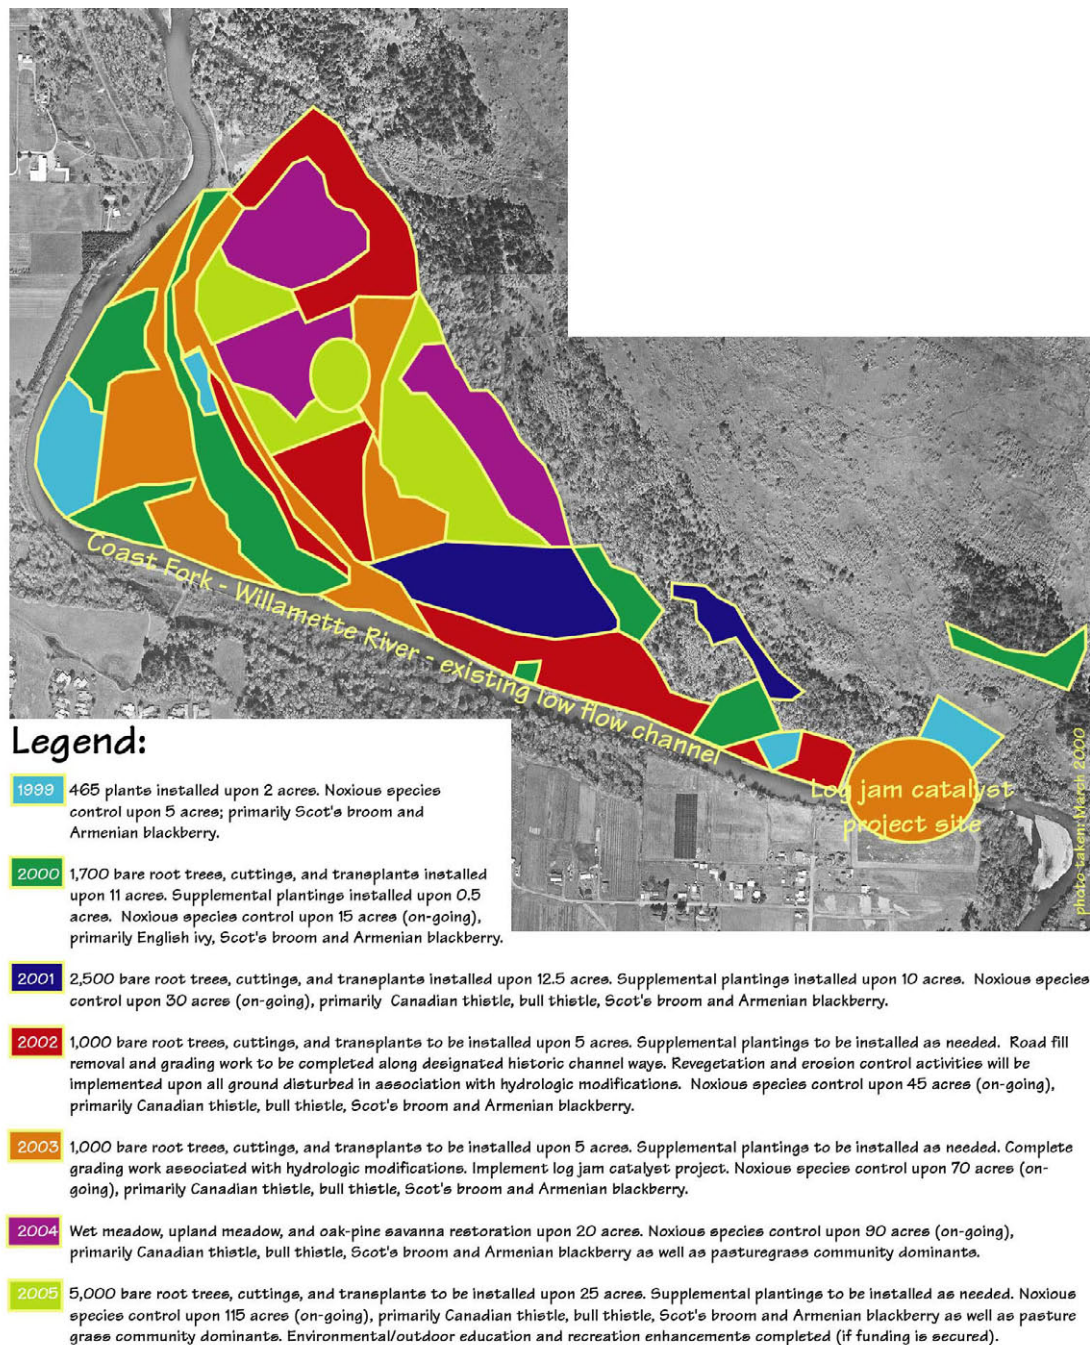 Coast Fork - Willamette River - existing low flow channel
Log jam catalyst
project site
photo taken: March 2000
Legend:
1999 465 plants installed upon 2 acres. Noxious species
control upon 5 acres; primarily Scot's broom and
Armenian blackberry.
2000 1,700 bare root trees, cuttings, and transplants installed
upon 11 acres. Supplemental plantings installed upon 0.5
acres. Noxious species control upon 15 acres (on-going),
primarily English ivy, Scot's broom and Armenian blackberry.
2001 2,500 bare root trees, cuttings, and transplants installed upon 12.5 acres. Supplemental plantings installed upon 10 acres. Noxious species
control upon 30 acres (on-going), primarily Canadian thistle, bull thistle, Scot's broom and Armenian blackberry.
2002 1,000 bare root trees, cuttings, and transplants to be installed upon 5 acres. Supplemental plantings to be installed as needed. Road fill
removal and grading work to be completed along designated historic channel ways. Revegetation and erosion control activities will be
implemented upon all ground disturbed in association with hydrologic modifications. Noxious species control upon 45 acres (on-going),
primarily Canadian thistle, bull thistle, Scot's broom and Armenian blackberry.
2003 1,000 bare root trees, cuttings, and transplants to be installed upon 5 acres. Supplemental plantings to be installed as needed. Complete
grading work associated with hydrologic modifications. Implement log jam catalyst project. Noxious species control upon 70 acres (on-
going), primarily Canadian thistle, bull thistle, Scot's broom and Armenian blackberry.
2004 Wet meadow, upland meadow, and oak-pine savanna restoration upon 20 acres. Noxious species control upon 90 acres (on-going),
primarily Canadian thistle, bull thistle, Scot's broom and Armenian blackberry as well as pasturegrass community dominants.
2005 5,000 bare root trees, cuttings, and transplants to be installed upon 25 acres. Supplemental plantings to be installed as needed. Noxious
species control upon 115 acres (on-going), primarily Canadian thistle, bull thistle, Scot's broom and Armenian blackberry as well as pasture
grass community dominants. Environmental/outdoor education and recreation enhancements completed (if funding is secured).